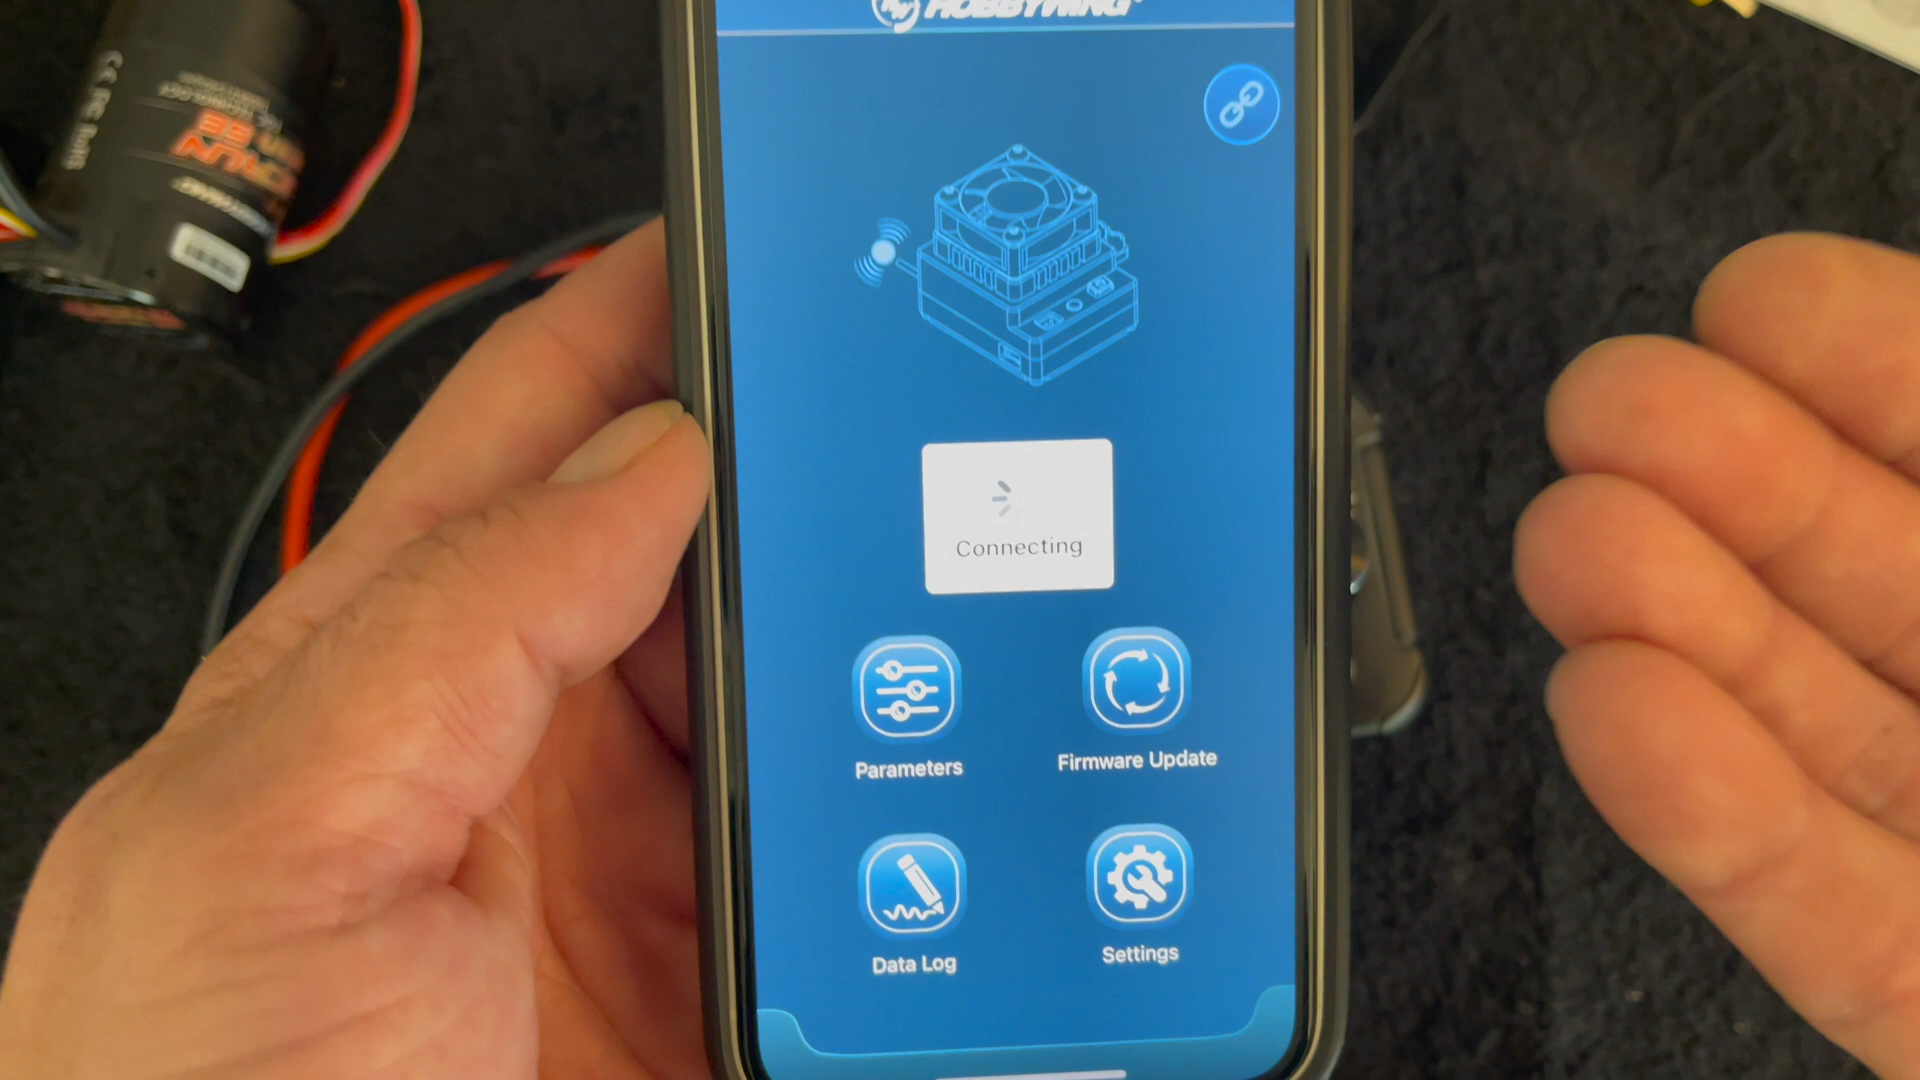 HOBBYWING
Connecting
Parameters
Firmware Update
Data Log
Settings